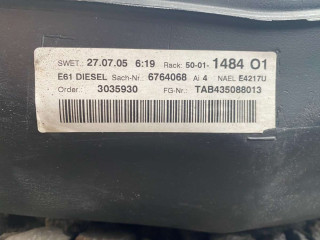 SWET.: 27.07.05 6:19 Rack: 50-01- 1484 O1
E61 DIESEL Sach-Nr.: 6764068 Ai 4 NAEL E4217U
Order.: 3035930 FG-Nr.: TAB435088013